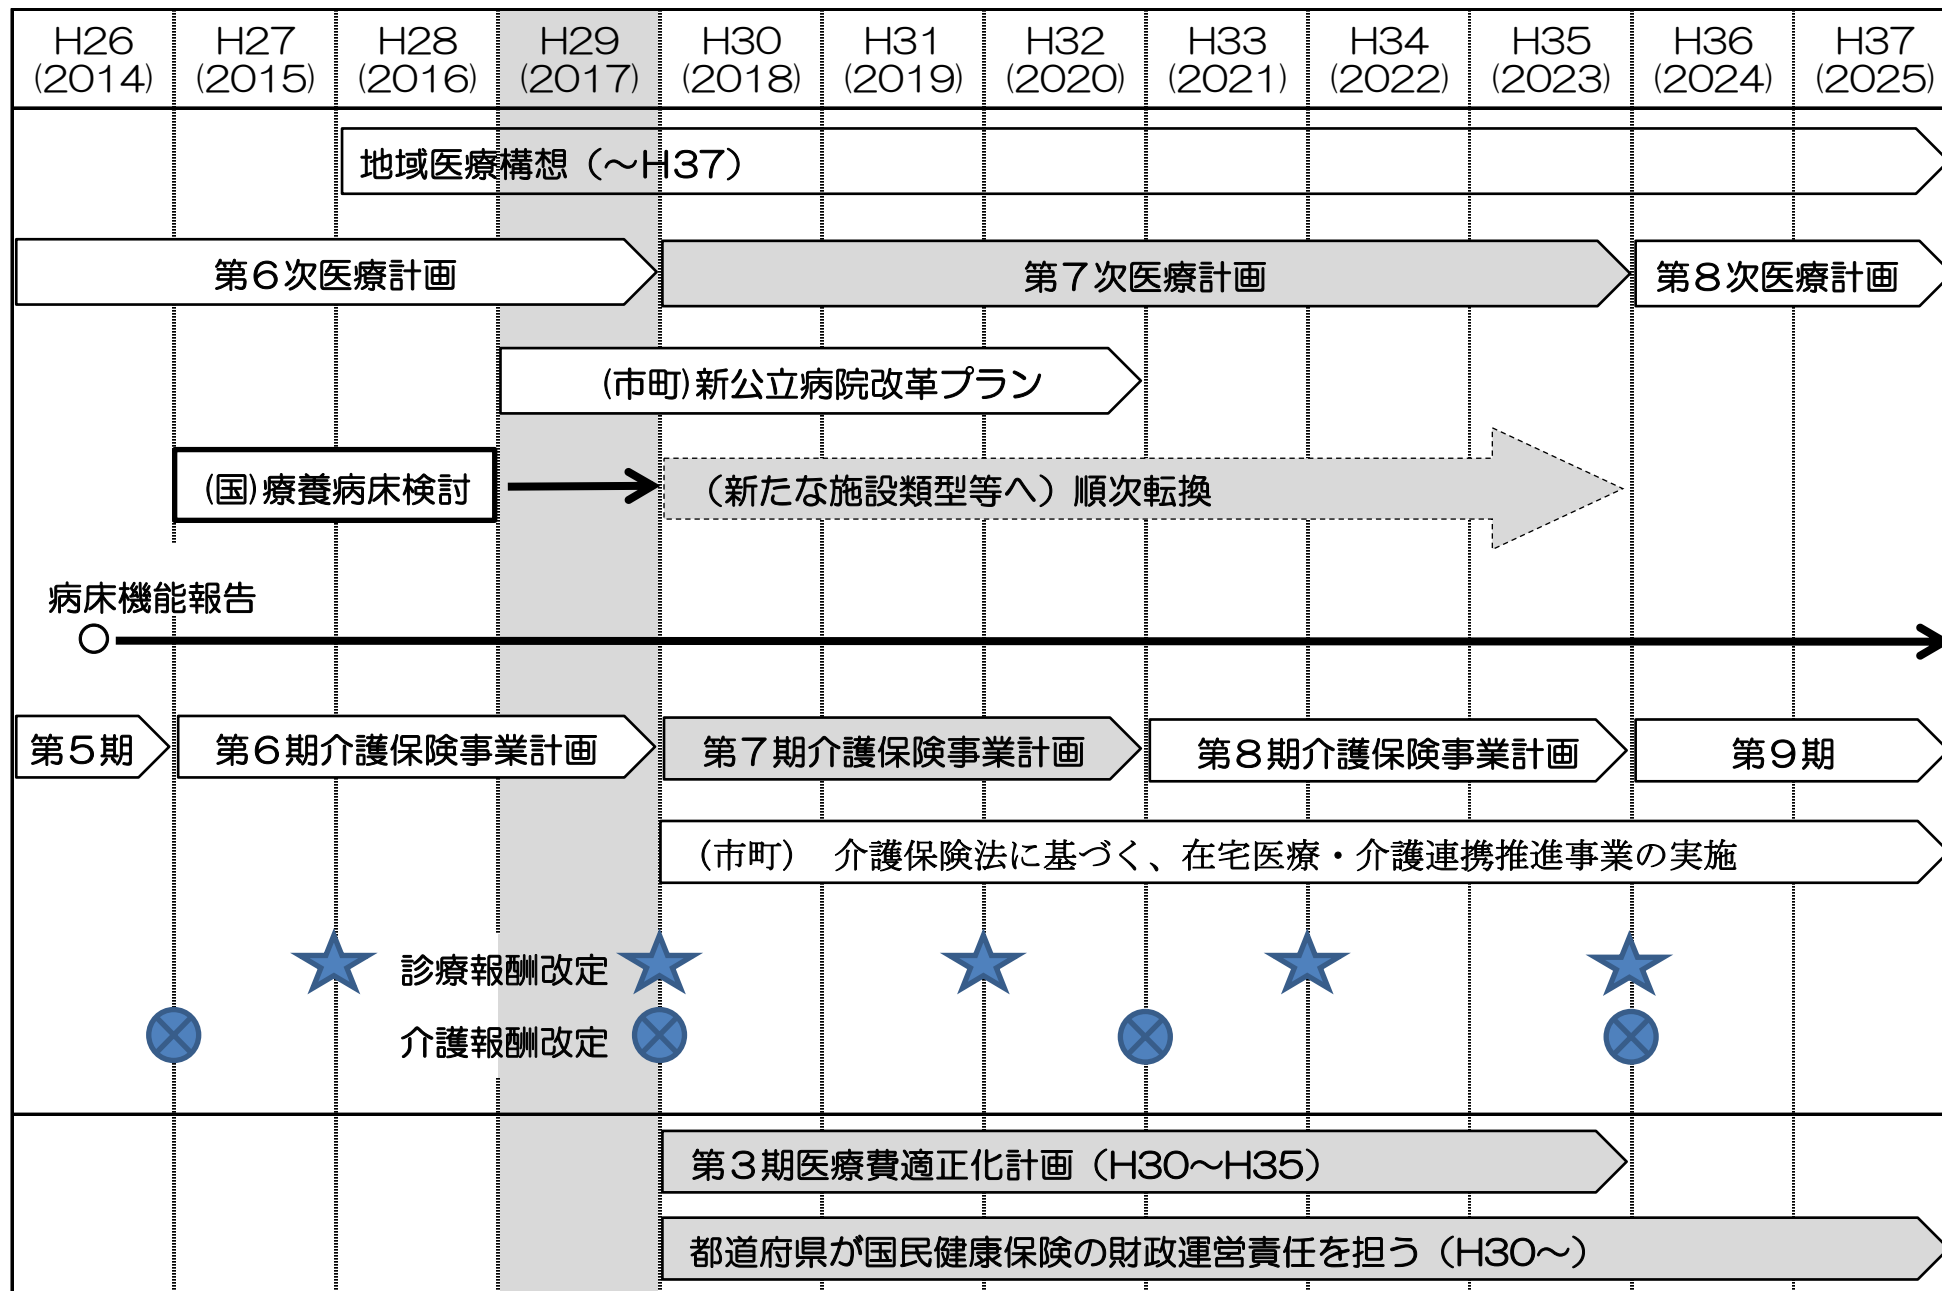 H26 H27 H28 H29 H30 H31 H32 H33 H34 H35 H36 H37
(2014) (2015) (2016) (2017) (2018) (2019) (2020) (2021) (2022) (2023) (2024) (2025)
地域医療構想（～H37）
第６次医療計画
第７次医療計画
第８次医療計画
(市町)新公立病院改革プラン
(国)療養病床検討
（新たな施設類型等へ）順次転換
病床機能報告
第５期
第６期介護保険事業計画
第７期介護保険事業計画
第８期介護保険事業計画
第９期
（市町）　介護保険法に基づく、在宅医療・介護連携推進事業の実施
診療報酬改定
介護報酬改定
第３期医療費適正化計画（H30～H35）
都道府県が国民健康保険の財政運営責任を担う（H30～）